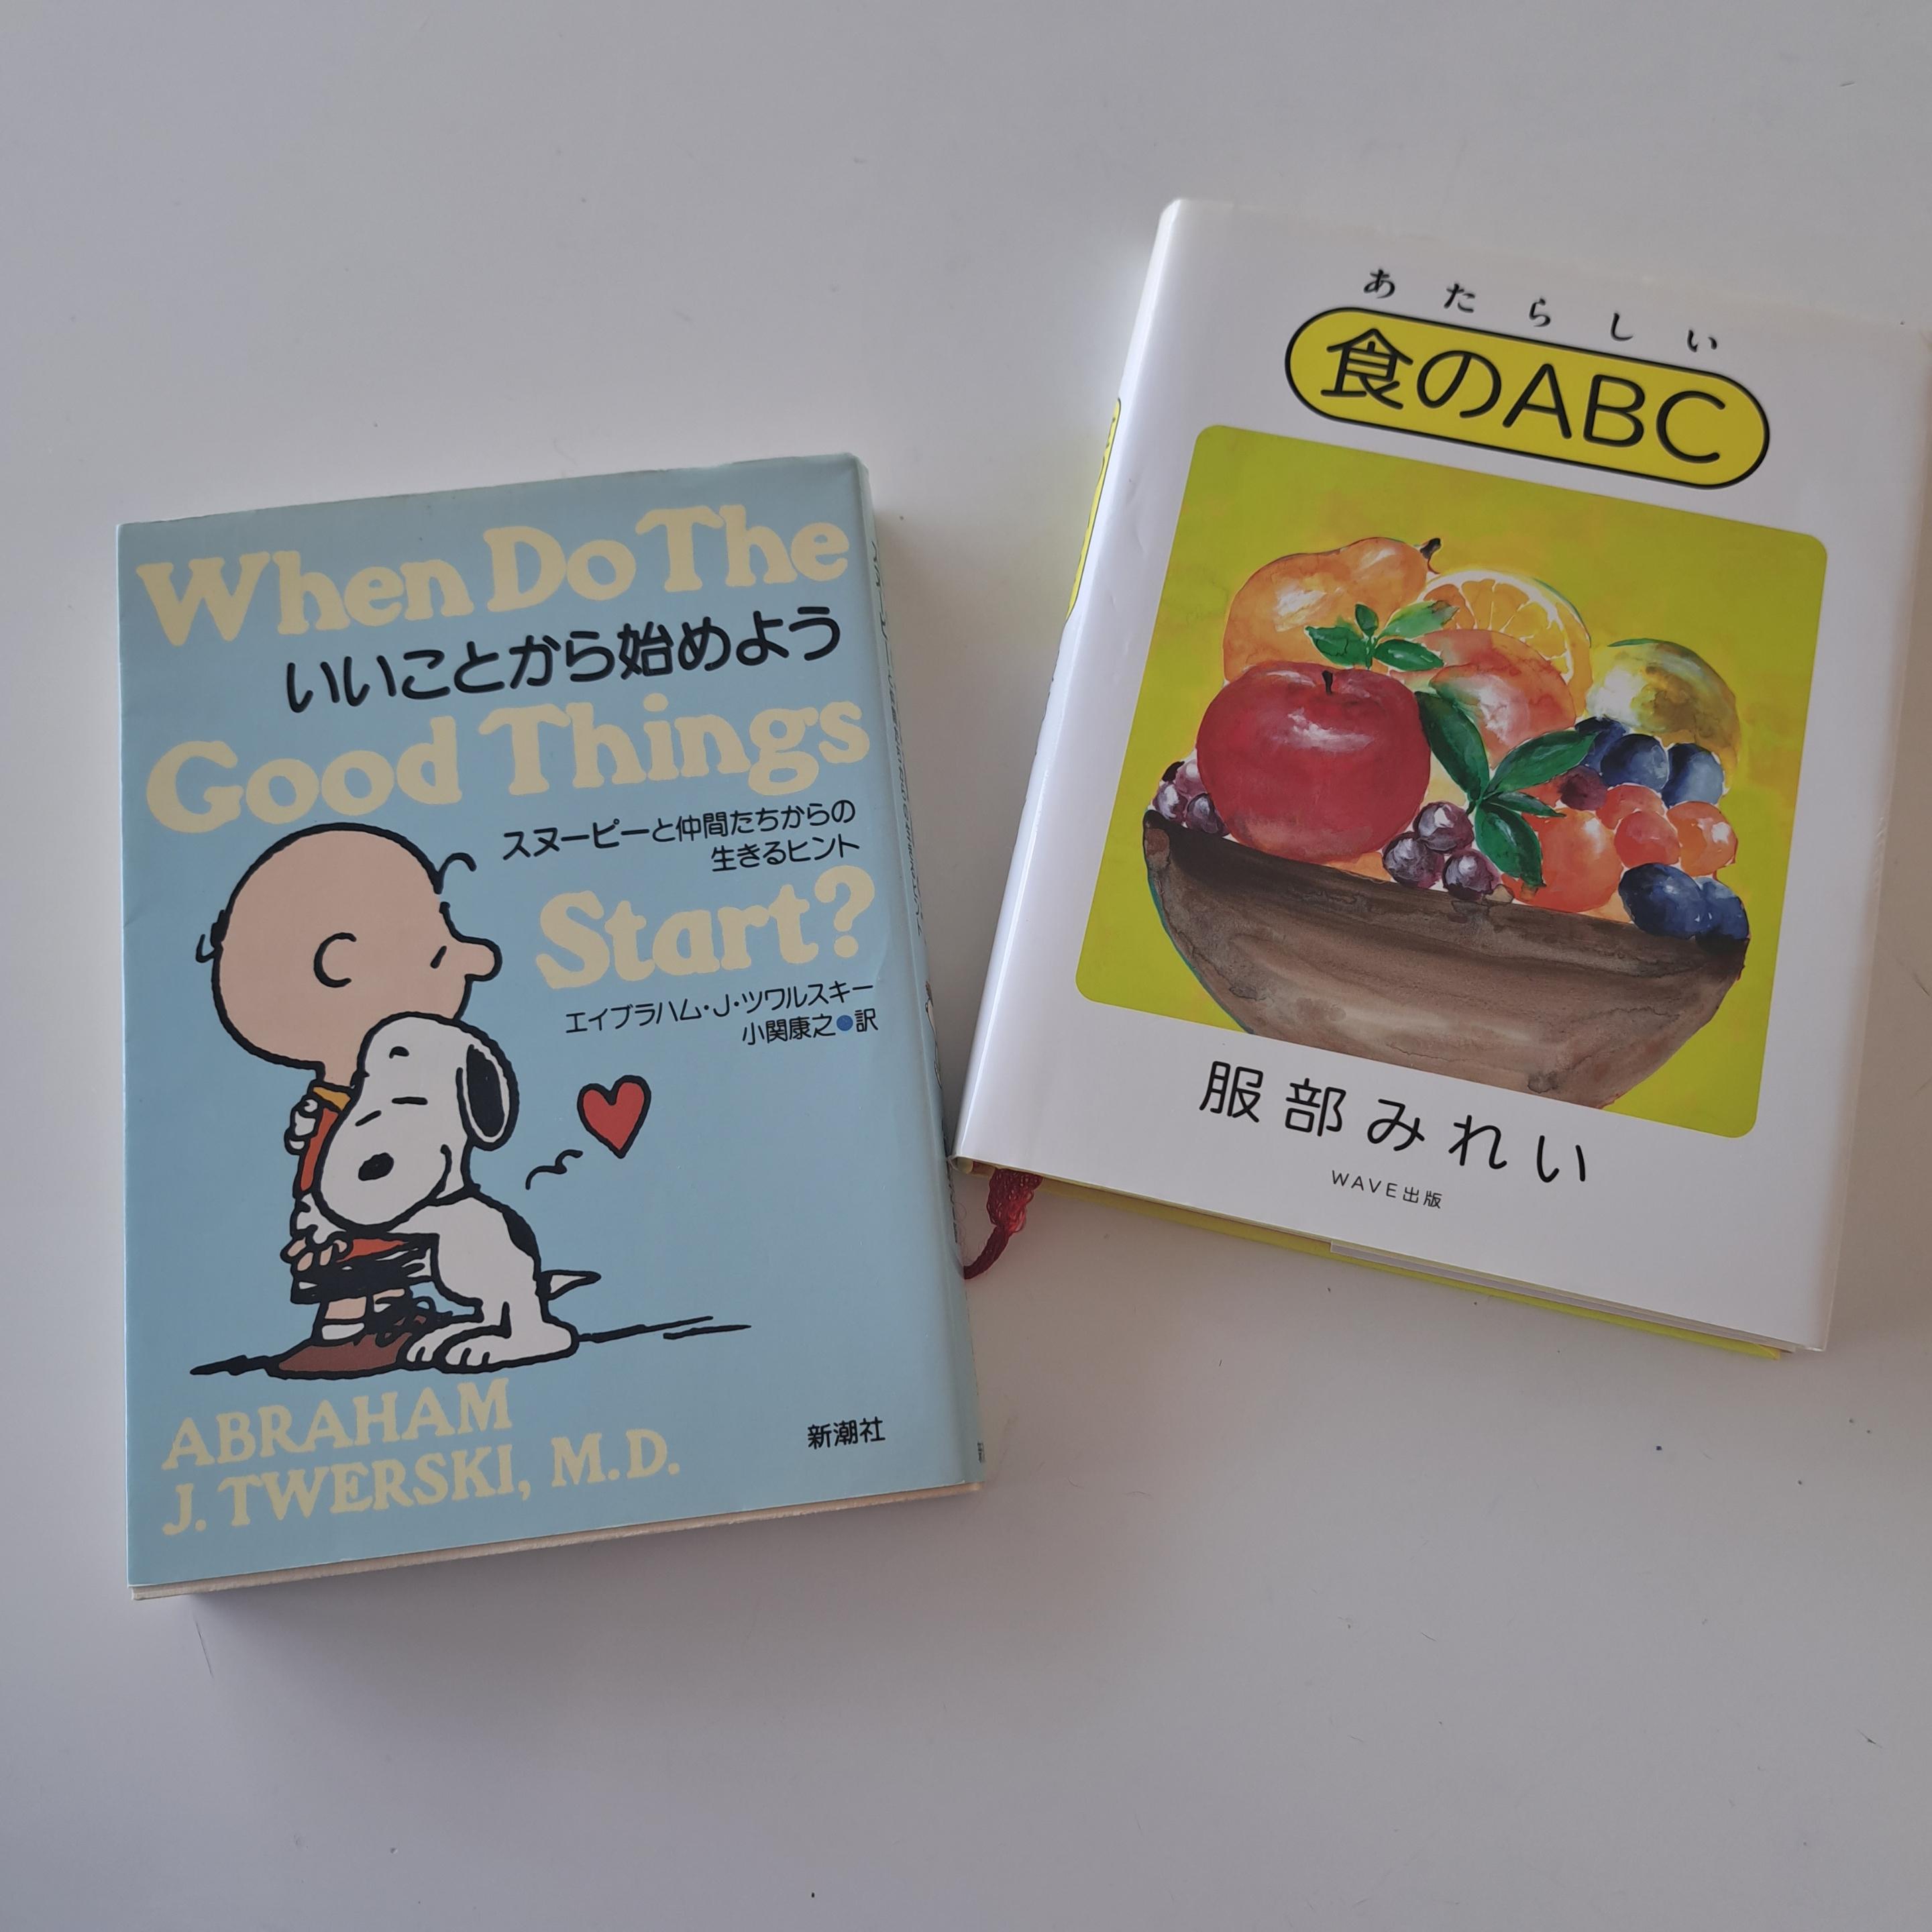 When Do The
いいことから始めよう
Good Things
スヌーピーと仲間たちからの
生きるヒント
Start?
エイブラハム・J・ツワルスキー
小関康之●訳
ABRAHAM
J. TWERSKI, M.D.
新潮社
あたらしい
食のABC
服部みれい
WAVE出版